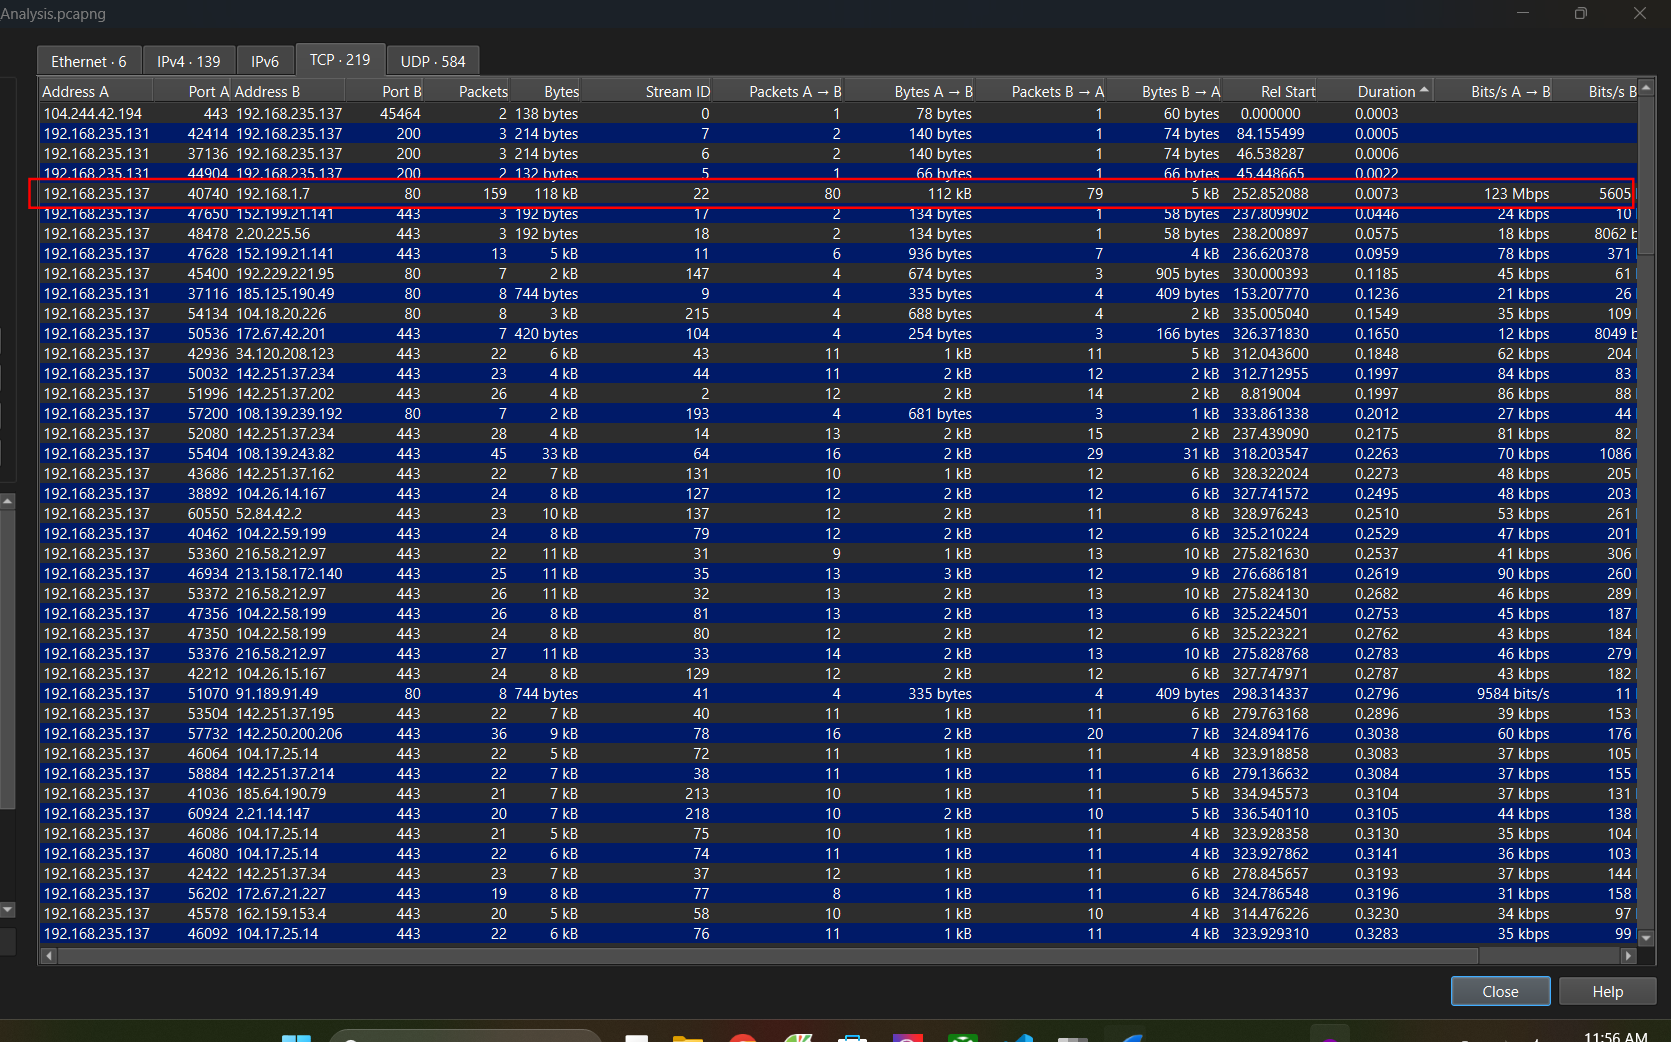 Analysis.pcapng
Ethernet · 6 IPv4 · 139 IPv6 TCP · 219 UDP · 584
Address A Port A Address B Port B Packets Bytes Stream ID Packets A → B Bytes A → B Packets B → A Bytes B → A Rel Start Duration Bits/s A → B Bits/s B
104.244.42.194 443 192.168.235.137 45464 2 138 bytes 0 1 78 bytes 1 60 bytes 0.000000 0.0003
192.168.235.131 42414 192.168.235.137 200 3 214 bytes 7 2 140 bytes 1 74 bytes 84.155499 0.0005
192.168.235.131 37136 192.168.235.137 200 3 214 bytes 6 2 140 bytes 1 74 bytes 46.538287 0.0006
192.168.235.131 44904 192.168.235.137 200 2 132 bytes 5 1 66 bytes 1 66 bytes 45.448665 0.0022
192.168.235.137 40740 192.168.1.7 80 159 118 kB 22 80 112 kB 79 5 kB 252.852088 0.0073 123 Mbps 5605
192.168.235.137 47650 152.199.21.141 443 3 192 bytes 17 2 134 bytes 1 58 bytes 237.809902 0.0446 24 kbps 10
192.168.235.137 48478 2.20.225.56 443 3 192 bytes 18 2 134 bytes 1 58 bytes 238.200897 0.0575 18 kbps 8062 b
192.168.235.137 47628 152.199.21.141 443 13 5 kB 11 6 936 bytes 7 4 kB 236.620378 0.0959 78 kbps 371
192.168.235.137 45400 192.229.221.95 80 7 2 kB 147 4 674 bytes 3 905 bytes 330.000393 0.1185 45 kbps 61
192.168.235.131 37116 185.125.190.49 80 8 744 bytes 9 4 335 bytes 4 409 bytes 153.207770 0.1236 21 kbps 26
192.168.235.137 54134 104.18.20.226 80 8 3 kB 215 4 688 bytes 4 2 kB 335.005040 0.1549 35 kbps 109
192.168.235.137 50536 172.67.42.201 443 7 420 bytes 104 4 254 bytes 3 166 bytes 326.371830 0.1650 12 kbps 8049 b
192.168.235.137 42936 34.120.208.123 443 22 6 kB 43 11 1 kB 11 5 kB 312.043600 0.1848 62 kbps 204
192.168.235.137 50032 142.251.37.234 443 23 4 kB 44 11 2 kB 12 2 kB 312.712955 0.1997 84 kbps 83
192.168.235.137 51996 142.251.37.202 443 26 4 kB 2 12 2 kB 14 2 kB 8.819004 0.1997 86 kbps 88
192.168.235.137 57200 108.139.239.192 80 7 2 kB 193 4 681 bytes 3 1 kB 333.861338 0.2012 27 kbps 44
192.168.235.137 52080 142.251.37.234 443 28 4 kB 14 13 2 kB 15 2 kB 237.439090 0.2175 81 kbps 82
192.168.235.137 55404 108.139.243.82 443 45 33 kB 64 16 2 kB 29 31 kB 318.203547 0.2263 70 kbps 1086
192.168.235.137 43686 142.251.37.162 443 22 7 kB 131 10 1 kB 12 6 kB 328.322024 0.2273 48 kbps 205
192.168.235.137 38892 104.26.14.167 443 24 8 kB 127 12 2 kB 12 6 kB 327.741572 0.2495 48 kbps 203
192.168.235.137 60550 52.84.42.2 443 23 10 kB 137 12 2 kB 11 8 kB 328.976243 0.2510 53 kbps 261
192.168.235.137 40462 104.22.59.199 443 24 8 kB 79 12 2 kB 12 6 kB 325.210224 0.2529 47 kbps 201
192.168.235.137 53360 216.58.212.97 443 22 11 kB 31 9 1 kB 13 10 kB 275.821630 0.2537 41 kbps 306
192.168.235.137 46934 213.158.172.140 443 25 11 kB 35 13 3 kB 12 9 kB 276.686181 0.2619 90 kbps 260
192.168.235.137 53372 216.58.212.97 443 26 11 kB 32 13 2 kB 13 10 kB 275.824130 0.2682 46 kbps 289
192.168.235.137 47356 104.22.58.199 443 26 8 kB 81 13 2 kB 13 6 kB 325.224501 0.2753 45 kbps 187
192.168.235.137 47350 104.22.58.199 443 24 8 kB 80 12 2 kB 12 6 kB 325.223221 0.2762 43 kbps 184
192.168.235.137 53376 216.58.212.97 443 27 11 kB 33 14 2 kB 13 10 kB 275.828768 0.2783 46 kbps 279
192.168.235.137 42212 104.26.15.167 443 24 8 kB 129 12 2 kB 12 6 kB 327.747971 0.2787 43 kbps 182
192.168.235.137 51070 91.189.91.49 80 8 744 bytes 41 4 335 bytes 4 409 bytes 298.314337 0.2796 9584 bits/s 11
192.168.235.137 53504 142.251.37.195 443 22 7 kB 40 11 1 kB 11 6 kB 279.763168 0.2896 39 kbps 153
192.168.235.137 57732 142.250.200.206 443 36 9 kB 78 16 2 kB 20 7 kB 324.894176 0.3038 60 kbps 176
192.168.235.137 46064 104.17.25.14 443 22 5 kB 72 11 1 kB 11 4 kB 323.918858 0.3083 37 kbps 105
192.168.235.137 58884 142.251.37.214 443 22 7 kB 38 11 1 kB 11 6 kB 279.136632 0.3084 37 kbps 155
192.168.235.137 41036 185.64.190.79 443 21 7 kB 213 10 1 kB 11 5 kB 334.945573 0.3104 37 kbps 131
192.168.235.137 60924 2.21.14.147 443 20 7 kB 218 10 2 kB 10 5 kB 336.540110 0.3105 44 kbps 138
192.168.235.137 46086 104.17.25.14 443 21 5 kB 75 10 1 kB 11 4 kB 323.928358 0.3130 35 kbps 104
192.168.235.137 46080 104.17.25.14 443 22 6 kB 74 11 1 kB 11 4 kB 323.927862 0.3141 36 kbps 103
192.168.235.137 42422 142.251.37.34 443 23 7 kB 37 12 1 kB 11 6 kB 278.845657 0.3193 37 kbps 144
192.168.235.137 56202 172.67.21.227 443 19 8 kB 77 8 1 kB 11 6 kB 324.786548 0.3196 31 kbps 158
192.168.235.137 45578 162.159.153.4 443 20 5 kB 58 10 1 kB 10 4 kB 314.476226 0.3230 34 kbps 97
192.168.235.137 46092 104.17.25.14 443 22 6 kB 76 11 1 kB 11 4 kB 323.929310 0.3283 35 kbps 99
Close Help
11:56 AM